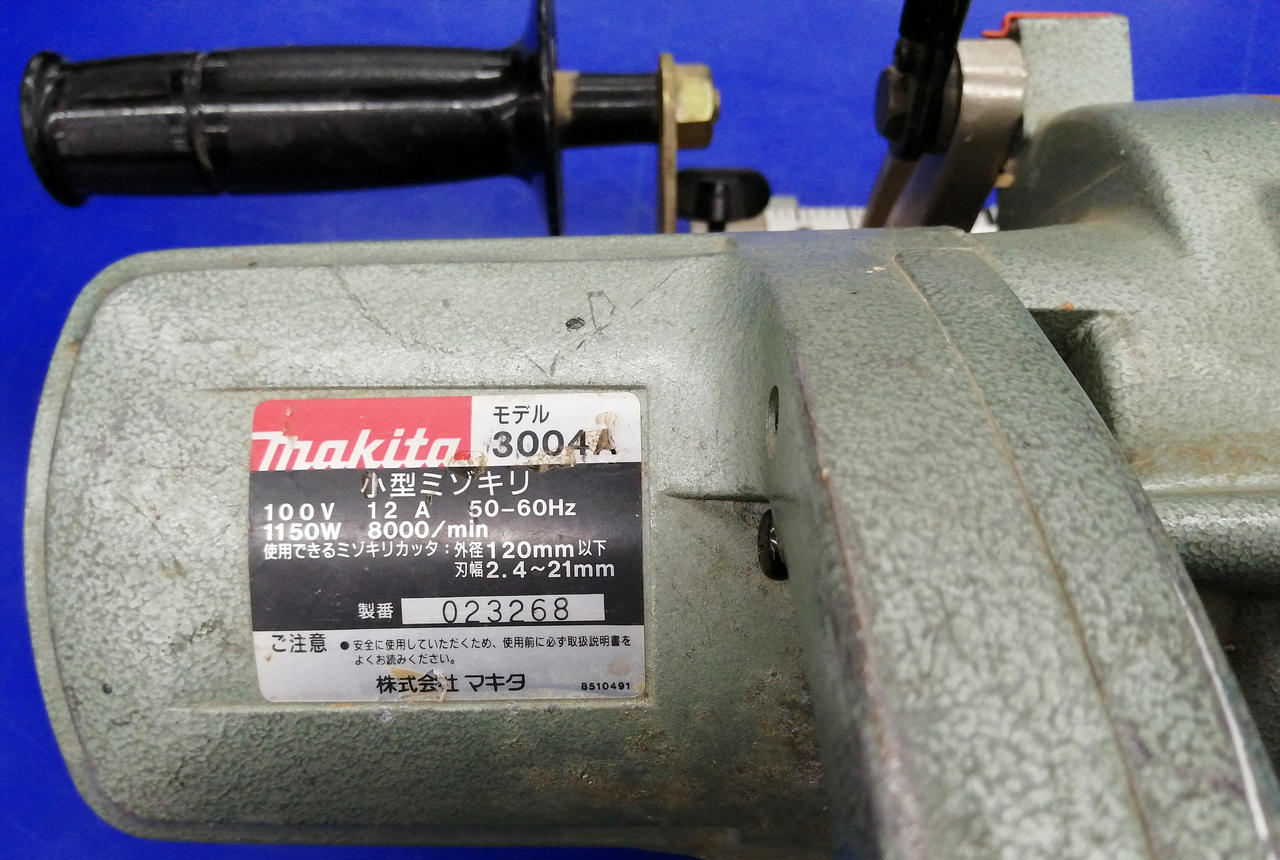 makita
モデル
3004A
小型ミゾキリ
100V 12A 50-60Hz
1150W 8000/min
使用できるミゾキリカッタ：外径120mm以下
刃幅2.4～21mm
製番 023268
ご注意 ●安全に使用していただくため、使用前に必ず取扱説明書を
よくお読みください。
株式会社 マキタ 8510491